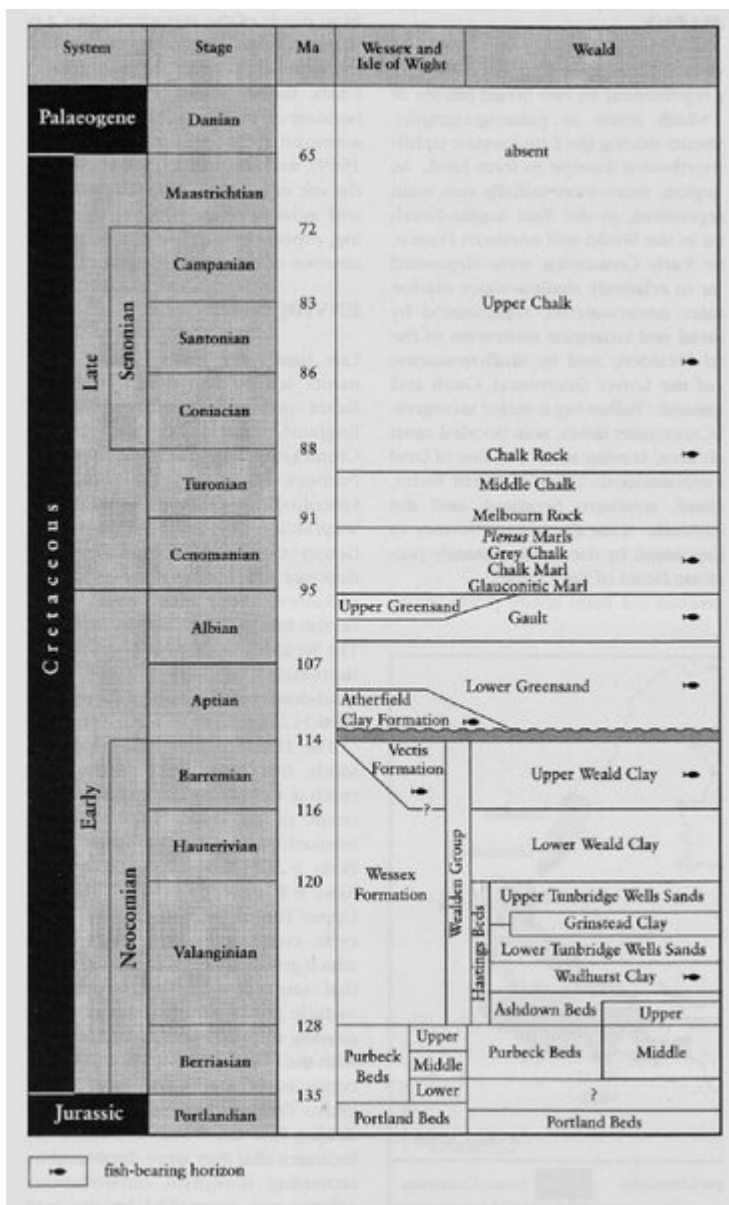 System
Stage
Ma
Wessex and
Isle of Wight
Weald
Palaeogene
Danian
absent
65
Maastrichtian
72
Campanian
Upper Chalk
83
Santonian
86
Coniacian
88
Chalk Rock
Turonian
Middle Chalk
91
Melbourn Rock
Cenomanian
Plenus Marls
Grey Chalk
Chalk Marl
95
Glauconitic Marl
Upper Greensand
Albian
Gault
107
Aptian
Lower Greensand
Atherfield
Clay Formation
114
Vectis
Formation
Barremian
Upper Weald Clay
116
?
Hauterivian
Lower Weald Clay
120
Wessex
Formation
Wealden Group
Hastings Beds
Upper Tunbridge Wells Sands
Grinstead Clay
Valanginian
Lower Tunbridge Wells Sands
Wadhurst Clay
Ashdown Beds
Upper
128
Berriasian
Purbeck
Beds
Upper
Middle
Lower
Purbeck Beds
Middle
135
?
Jurassic
Portlandian
Portland Beds
Portland Beds
Cretaceous
Late
Senonian
Early
Neocomian
fish-bearing horizon